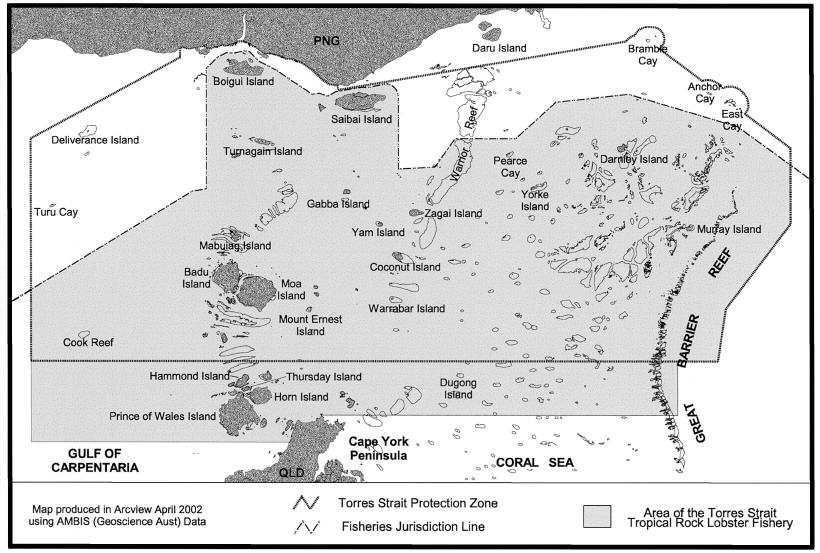 PNG
Daru Island
Bramble
Cay
Boigui Island
Anchor
Cay
Saibai Island
East
Cay
Reef
Warrior
Deliverance Island
Turnagain Island
Pearce
Cay
Darnley Island
Yorke
Island
Gabba Island
Turu Cay
Zagai Island
Yam Island
Murray Island
Mabuiag Island
Coconut Island
Badu
Island
Moa
Island
Warrabar Island
Mount Ernest
Island
Cook Reef
GREAT
BARRIER
REEF
Hammond Island
Thursday Island
Dugong
Island
Horn Island
Prince of Wales Island
Cape York
Peninsula
GULF OF
CARPENTARIA
CORAL SEA
QLD
Map produced in Arcview April 2002
using AMBIS (Geoscience Aust) Data
Torres Strait Protection Zone
Fisheries Jurisdiction Line
Area of the Torres Strait
Tropical Rock Lobster Fishery